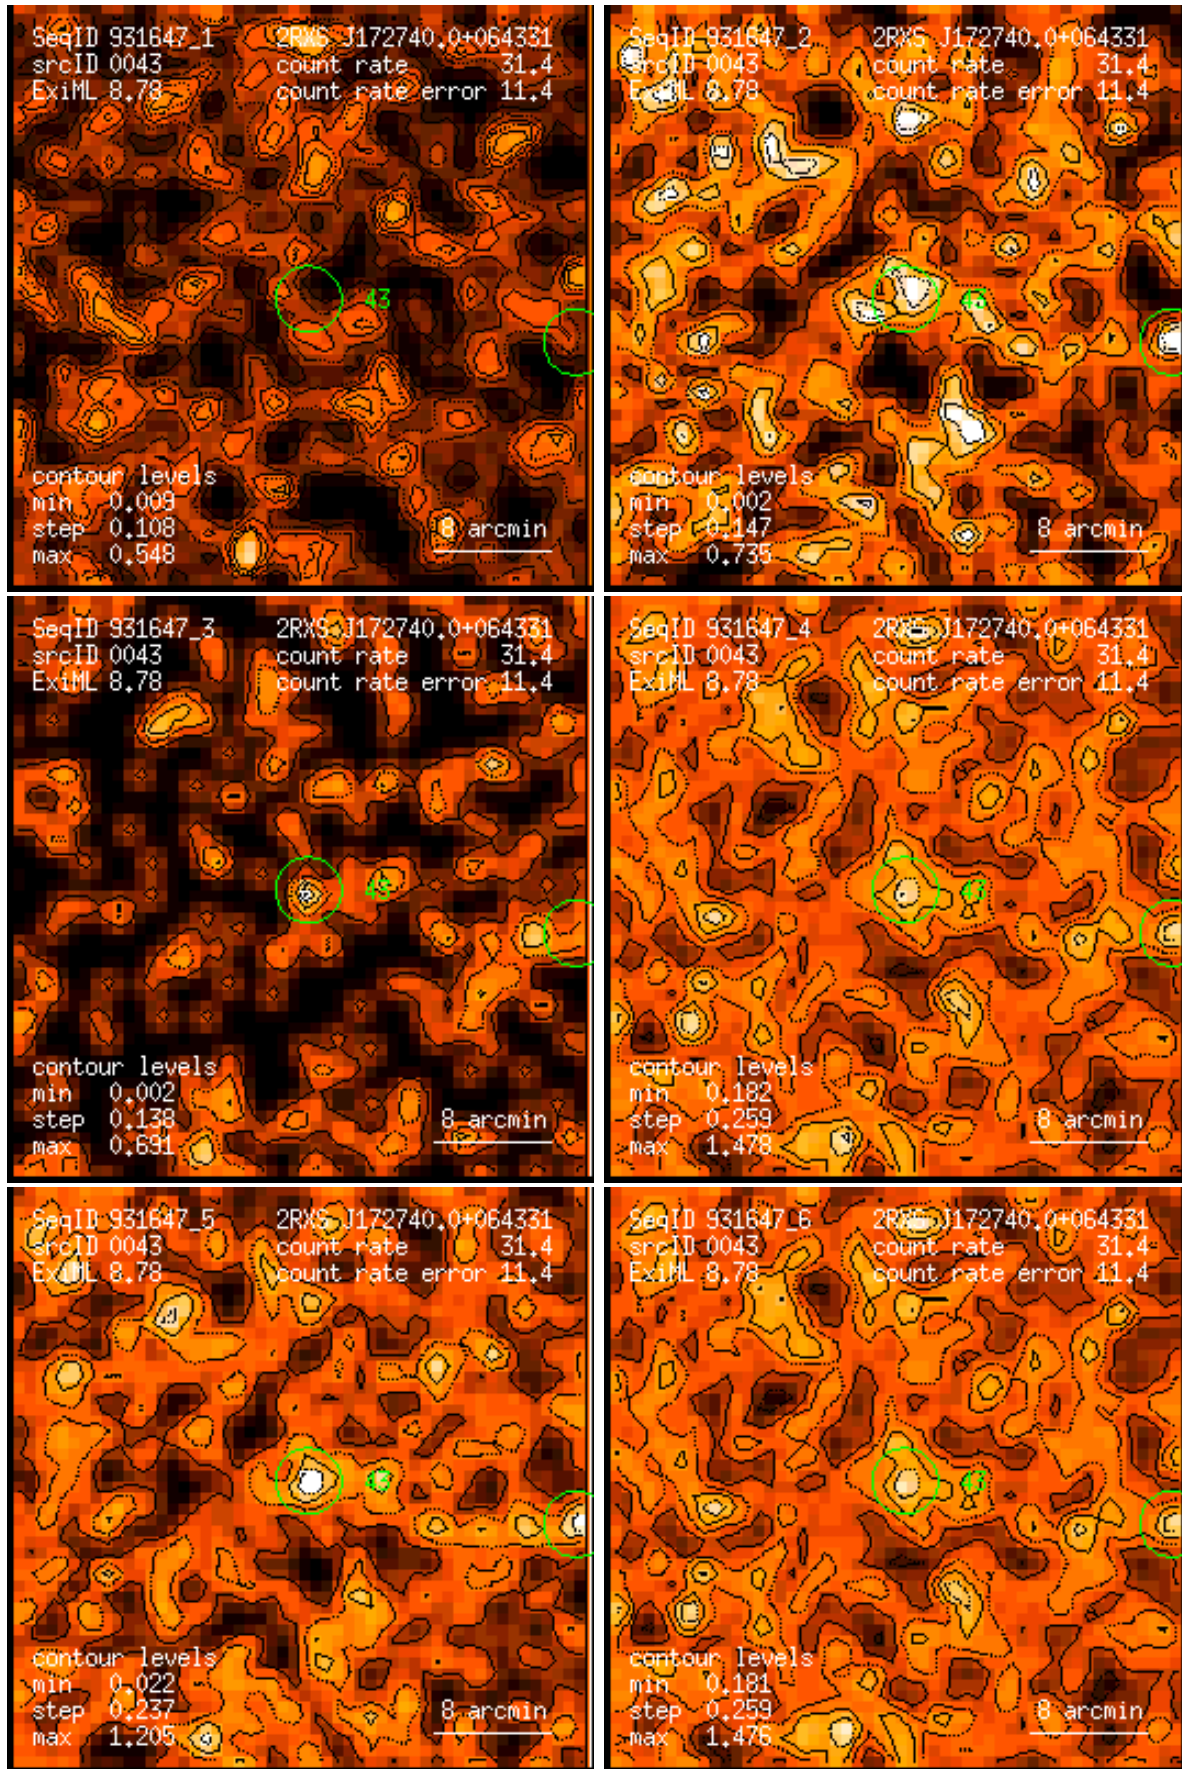 SeqID 931647_1 2RXS J172740.0+064331
srcID 0043 count rate 31.4
ExiML 8.78 count rate error 11.4
43
contour levels
min 0.009
step 0.108 8 arcmin
max 0.548
SeqID 931647_2 2RXS J172740.0+064331
srcID 0043 count rate 31.4
ExiML 8.78 count rate error 11.4
43
contour levels
min 0.002
step 0.147 8 arcmin
max 0.735
SeqID 931647_3 2RXS J172740.0+064331
srcID 0043 count rate 31.4
ExiML 8.78 count rate error 11.4
43
contour levels
min 0.002
step 0.138 8 arcmin
max 0.691
SeqID 931647_4 2RXS J172740.0+064331
srcID 0043 count rate 31.4
ExiML 8.78 count rate error 11.4
43
contour levels
min 0.182
step 0.259 8 arcmin
max 1.478
SeqID 931647_5 2RXS J172740.0+064331
srcID 0043 count rate 31.4
ExiML 8.78 count rate error 11.4
43
contour levels
min 0.022
step 0.237 8 arcmin
max 1.205
SeqID 931647_6 2RXS J172740.0+064331
srcID 0043 count rate 31.4
ExiML 8.78 count rate error 11.4
43
contour levels
min 0.181
step 0.259 8 arcmin
max 1.476